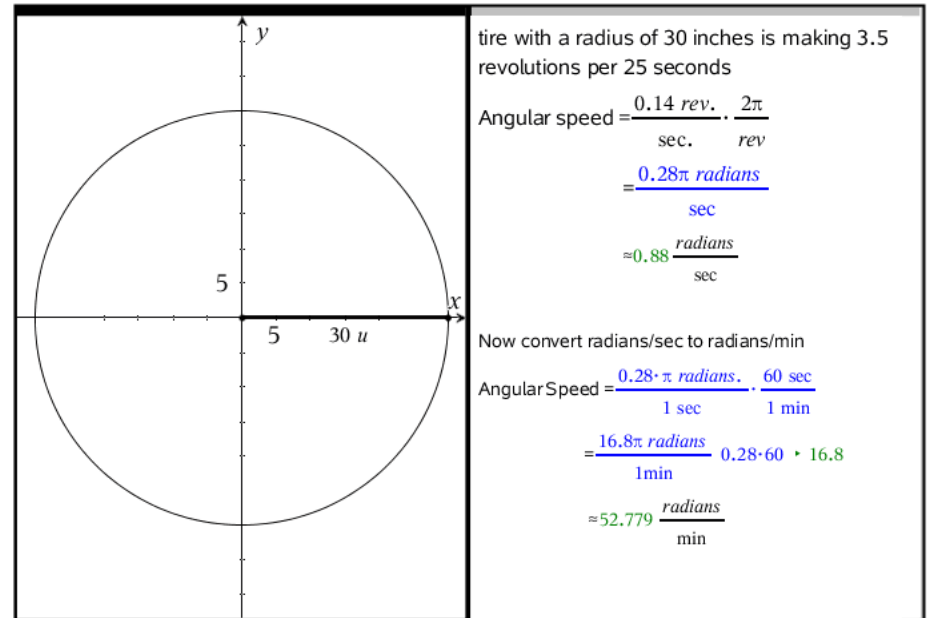 y
5
x
5
30 u
tire with a radius of 30 inches is making 3.5
revolutions per 25 seconds
Angular speed = 0.14 rev. / sec. · 2π / rev
= 0.28π radians / sec
≈0.88 radians / sec
Now convert radians/sec to radians/min
Angular Speed = 0.28·π radians. / 1 sec · 60 sec / 1 min
= 16.8π radians / 1min 0.28·60 ▸ 16.8
≈52.779 radians / min